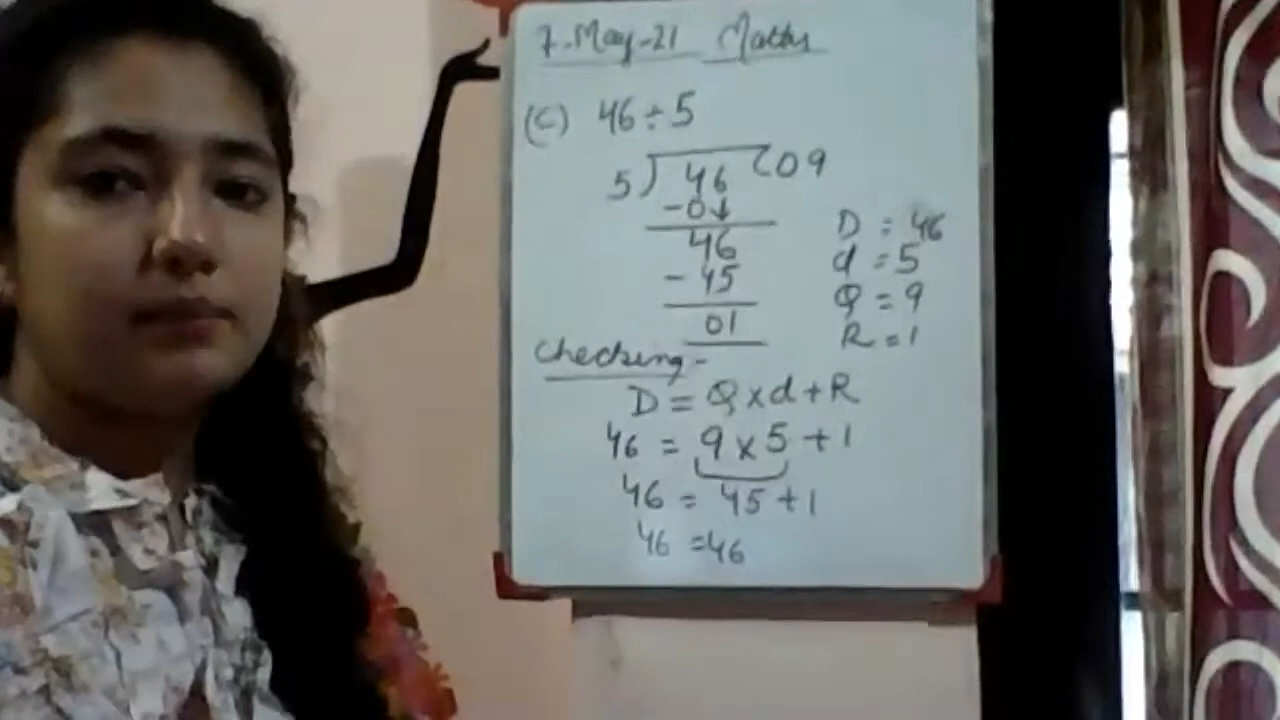 7-May-21 Maths
(C) 46÷5
5) 46 (09
-0↓
46
-45
01
D = 46
d = 5
Q = 9
R = 1
Checking-
D = Q×d+R
46 = 9×5+1
46 = 45+1
46 =46